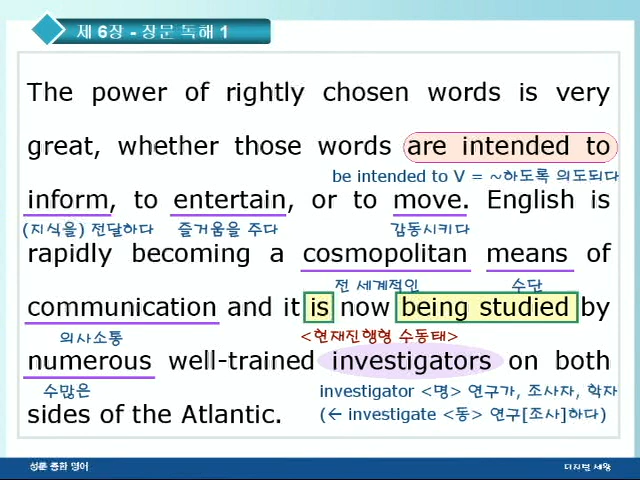 제 6장 - 장문 독해 1
The power of rightly chosen words is very
great, whether those words are intended to
be intended to V = ~하도록 의도되다
inform, to entertain, or to move. English is
(지식을) 전달하다 즐거움을 주다 감동시키다
rapidly becoming a cosmopolitan means of
전 세계적인 수단
communication and it is now being studied by
의사소통 <현재진행형 수동태>
numerous well-trained investigators on both
수많은 investigator <명> 연구가, 조사자, 학자
sides of the Atlantic. (← investigate <동> 연구[조사]하다)
성문 종합 영어 디지털 세왕